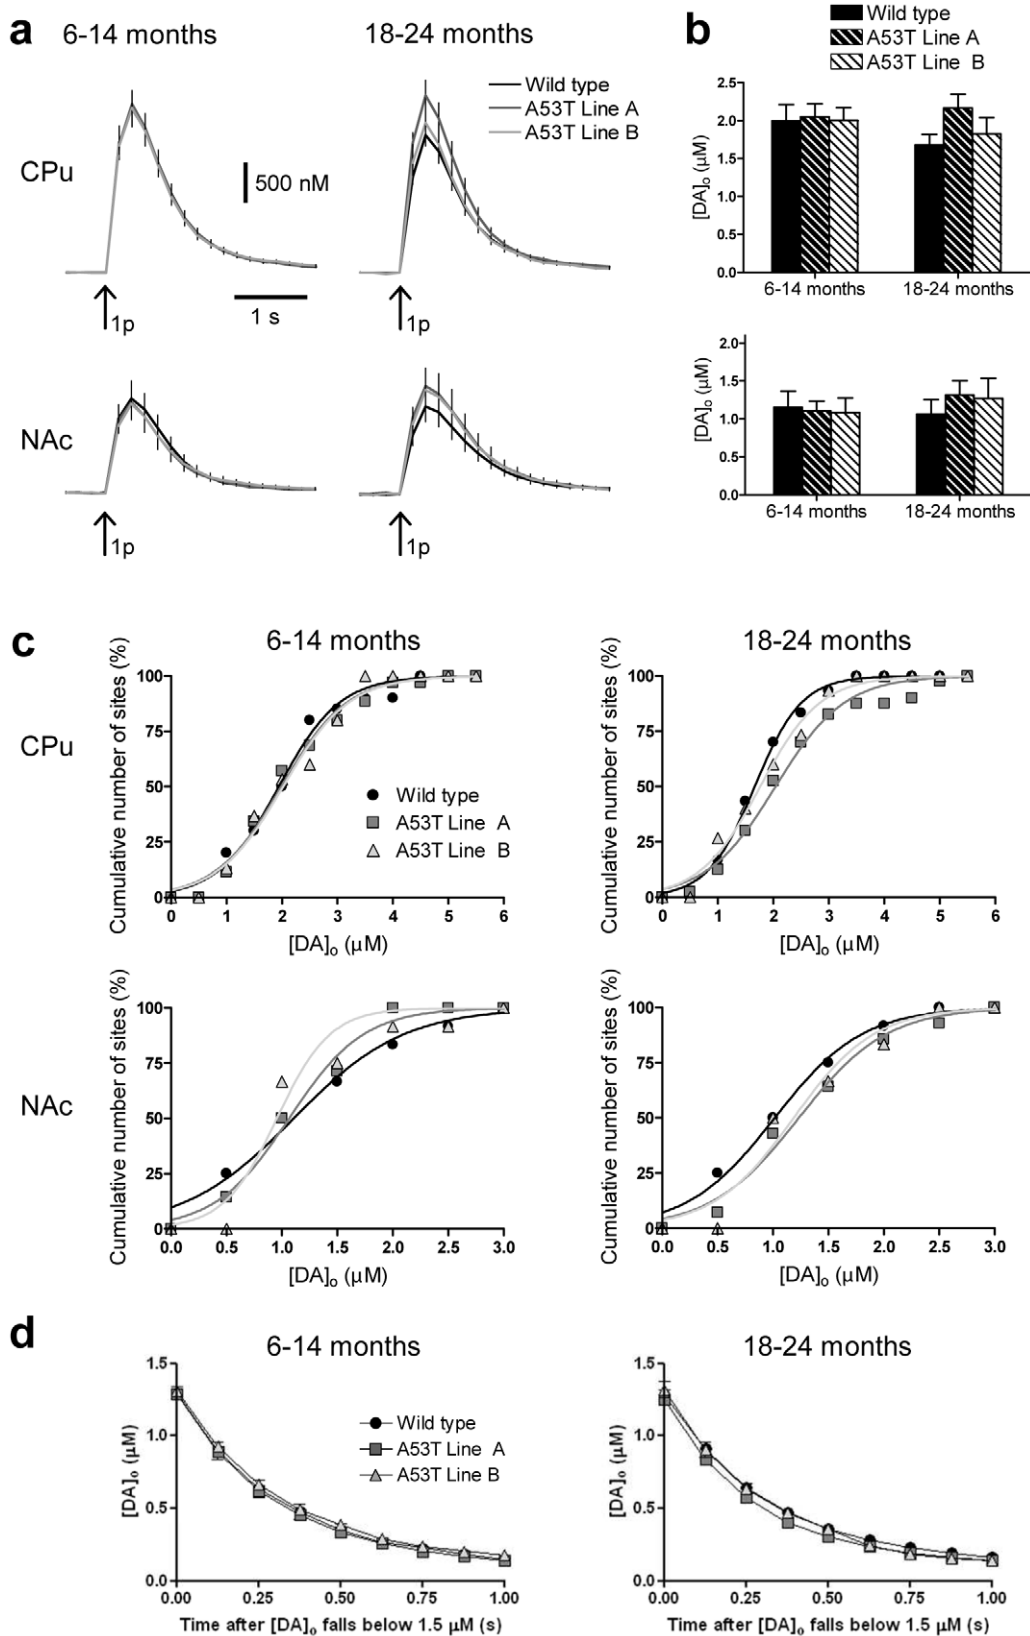 a
6-14 months
18-24 months
Wild type
A53T Line A
A53T Line B
CPu
500 nM
1 s
1p
1p
NAc
1p
1p
b
Wild type
A53T Line A
A53T Line B
[DA]o (μM)
2.5
2.0
1.5
1.0
0.5
0.0
6-14 months
18-24 months
[DA]o (μM)
2.0
1.5
1.0
0.5
0.0
6-14 months
18-24 months
c
6-14 months
18-24 months
CPu
Cumulative number of sites (%)
100
75
50
25
0
Wild type
A53T Line A
A53T Line B
0 1 2 3 4 5 6
[DA]o (μM)
Cumulative number of sites (%)
100
75
50
25
0
0 1 2 3 4 5 6
[DA]o (μM)
NAc
Cumulative number of sites (%)
100
75
50
25
0
0.0 0.5 1.0 1.5 2.0 2.5 3.0
[DA]o (μM)
Cumulative number of sites (%)
100
75
50
25
0
0.0 0.5 1.0 1.5 2.0 2.5 3.0
[DA]o (μM)
d
6-14 months
18-24 months
[DA]o (μM)
1.5
1.0
0.5
0.0
Wild type
A53T Line A
A53T Line B
0.00 0.25 0.50 0.75 1.00
Time after [DA]o falls below 1.5 μM (s)
[DA]o (μM)
1.5
1.0
0.5
0.0
0.00 0.25 0.50 0.75 1.00
Time after [DA]o falls below 1.5 μM (s)